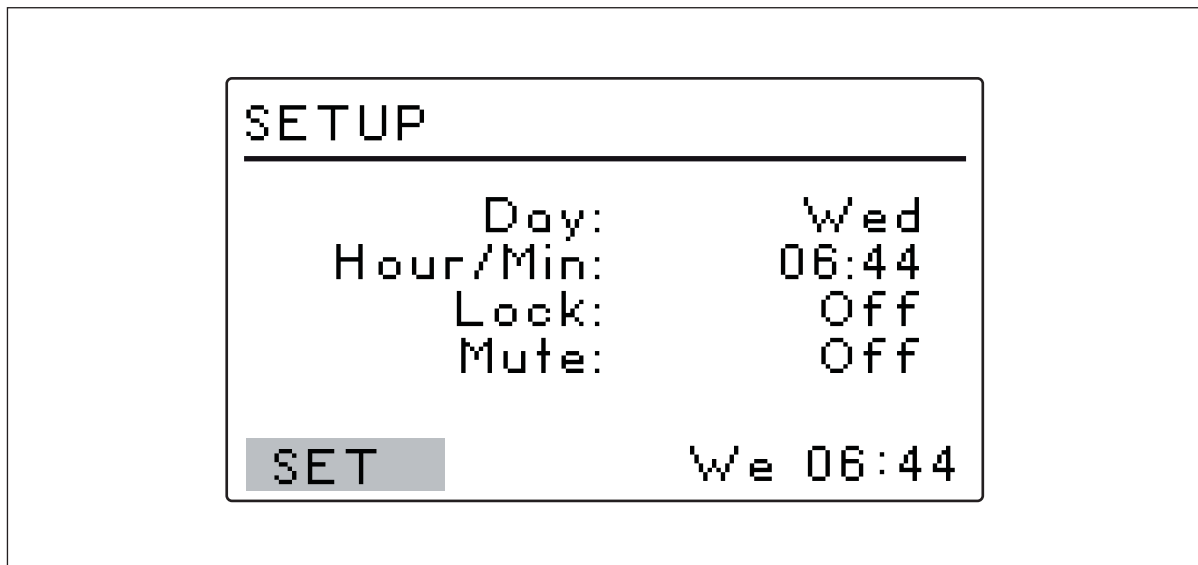 SETUP
Day: Wed
Hour/Min: 06:44
Lock: Off
Mute: Off
SET We 06:44